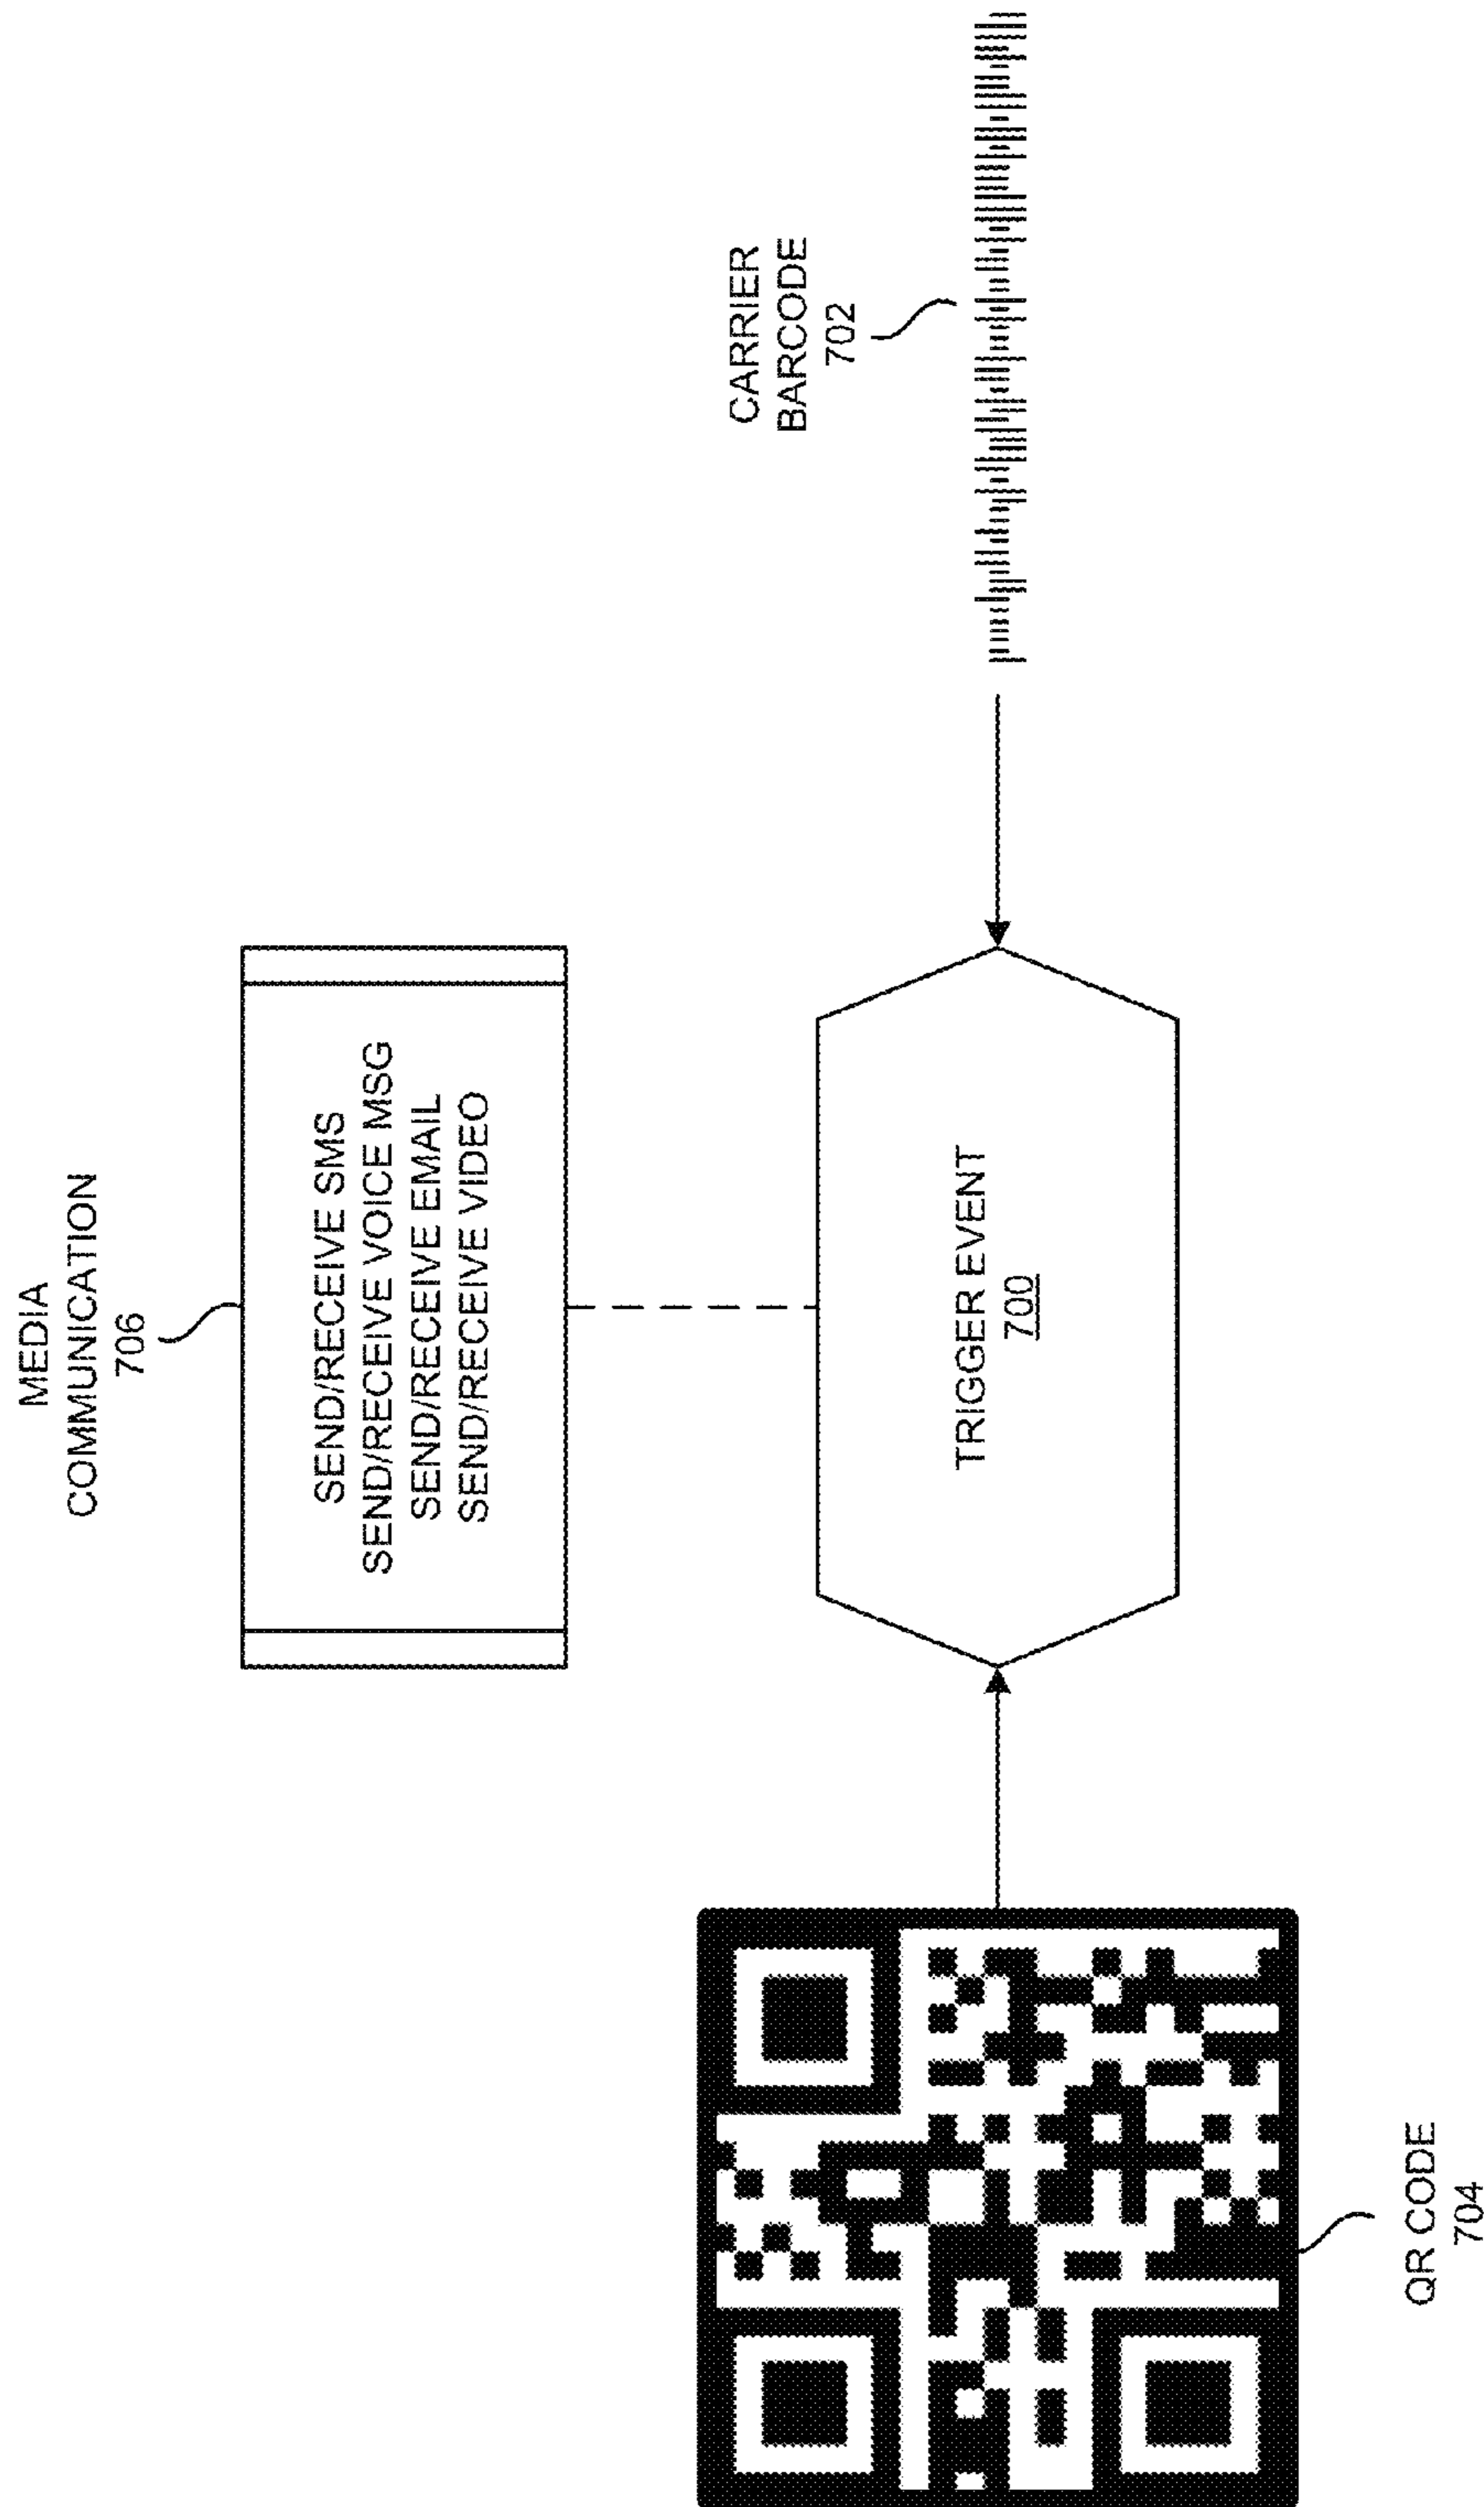 MEDIA
COMMUNICATION
706
SEND/RECEIVE SMS
SEND/RECEIVE VOICE MSG
SEND/RECEIVE EMAIL
SEND/RECEIVE VIDEO
CARRIER
BARCODE
702
TRIGGER EVENT
700
QR CODE
704